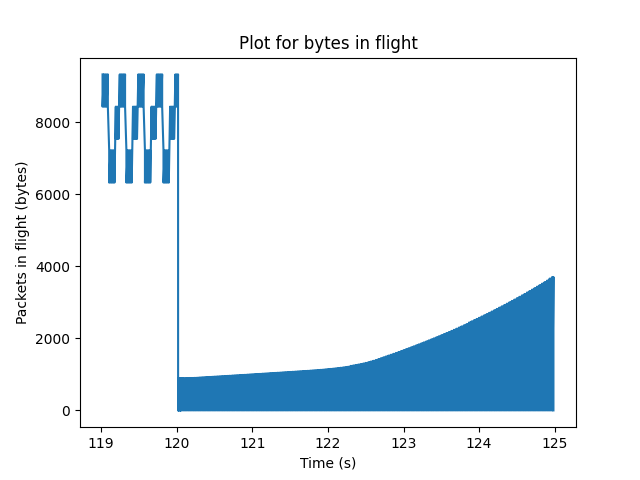 Plot for bytes in flight
Packets in flight (bytes)
8000
6000
4000
2000
0
119 120 121 122 123 124 125
Time (s)